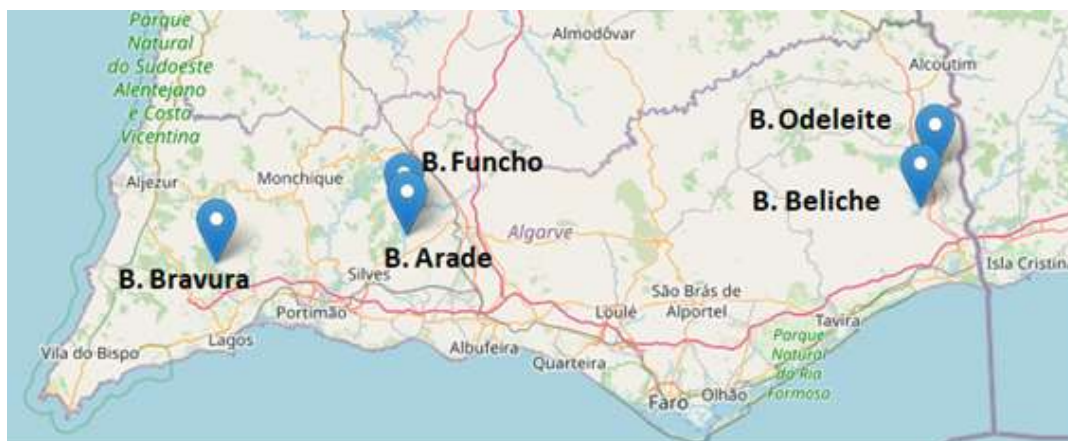 Parque
Natural
do Sudoeste
Alentejano
e Costa
Vicentina
Almodôvar
Alcoutim
B. Odeleite
B. Funcho
Aljezur
Monchique
B. Beliche
Algarve
B. Bravura
B. Arade
Silves
Isla Cristina
Portimão
Loulé
São Brás de
Alportel
Tavira
Lagos
Vila do Bispo
Albufeira
Quarteira
Parque
Natural
da Ria
Formosa
Faro
Olhão